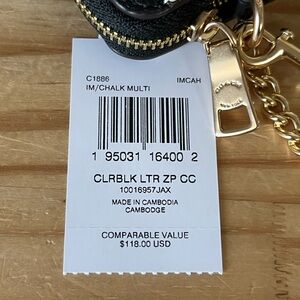 C1886 IMCAH
IM/CHALK MULTI
1 95031 16400 2
CLRBLK LTR ZP CC
10016957JAX
MADE IN CAMBODIA
CAMBODGE
COMPARABLE VALUE
$118.00 USD